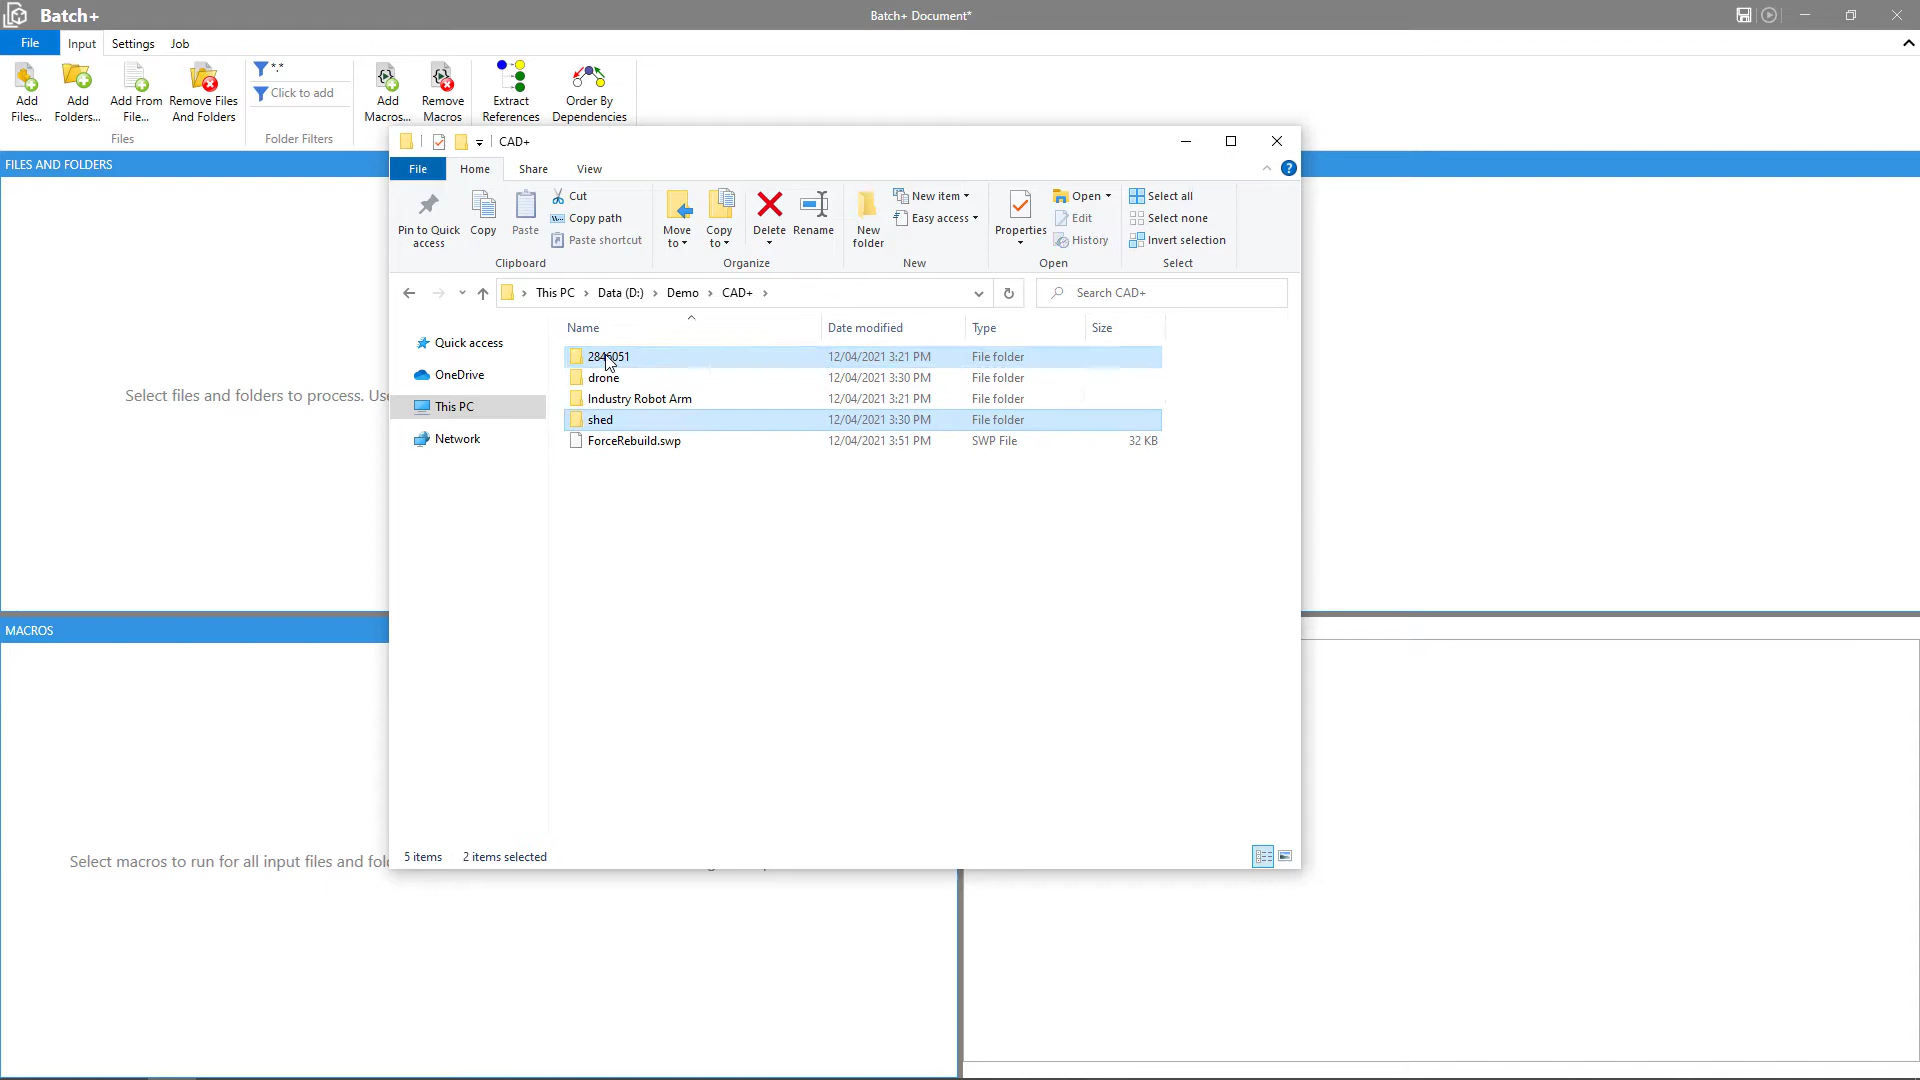 Batch+
Batch+ Document*
File
Input
Settings
Job
Add Files...
Add Folders...
Add From File...
Remove Files And Folders
Files
*.*
Click to add
Folder Filters
Add Macros...
Remove Macros
Extract References
Order By Dependencies
FILES AND FOLDERS
Select files and folders to process. Use
MACROS
Select macros to run for all input files and
CAD+
File
Home
Share
View
Pin to Quick access
Copy
Paste
Cut
Copy path
Paste shortcut
Clipboard
Move to
Copy to
Delete
Rename
Organize
New folder
New item
Easy access
New
Properties
Open
Edit
History
Open
Select all
Select none
Invert selection
Select
This PC
Data (D:)
Demo
CAD+
Search CAD+
Quick access
OneDrive
This PC
Network
Name
Date modified
Type
Size
2846051
12/04/2021 3:21 PM
File folder
drone
12/04/2021 3:30 PM
File folder
Industry Robot Arm
12/04/2021 3:21 PM
File folder
shed
12/04/2021 3:30 PM
File folder
ForceRebuild.swp
12/04/2021 3:51 PM
SWP File
32 KB
5 items
2 items selected